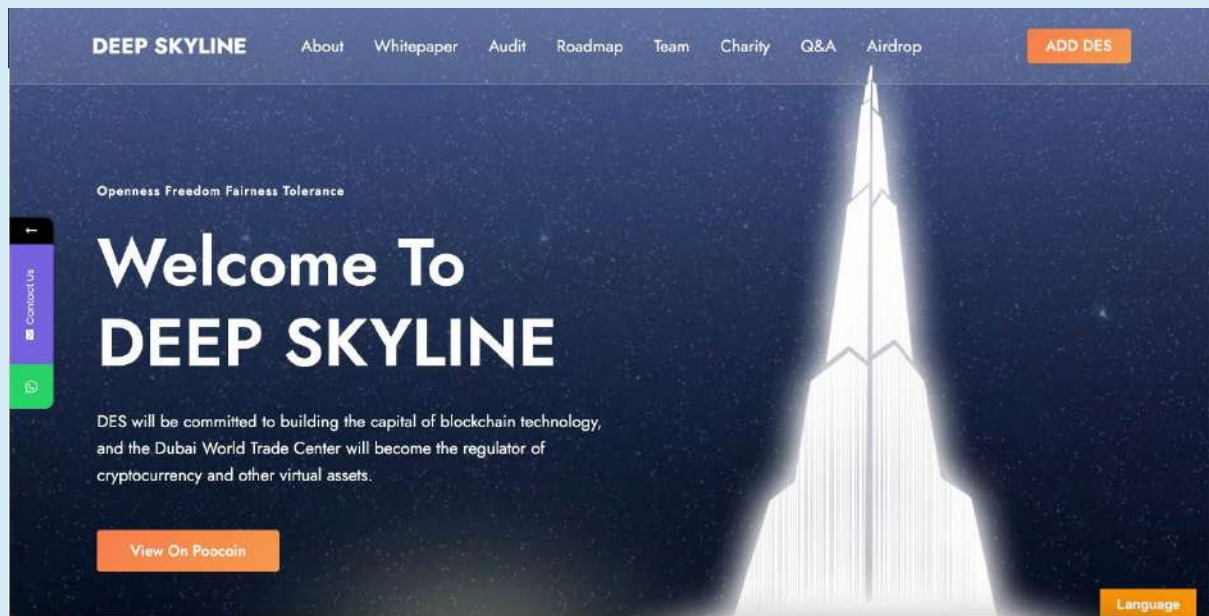 DEEP SKYLINE
About
Whitepaper
Audit
Roadmap
Team
Charity
Q&A
Airdrop
ADD DES
Openness Freedom Fairness Tolerance
Welcome To
DEEP SKYLINE
Contact Us
DES will be committed to building the capital of blockchain technology,
and the Dubai World Trade Center will become the regulator of
cryptocurrency and other virtual assets.
View On Poocoin
Language